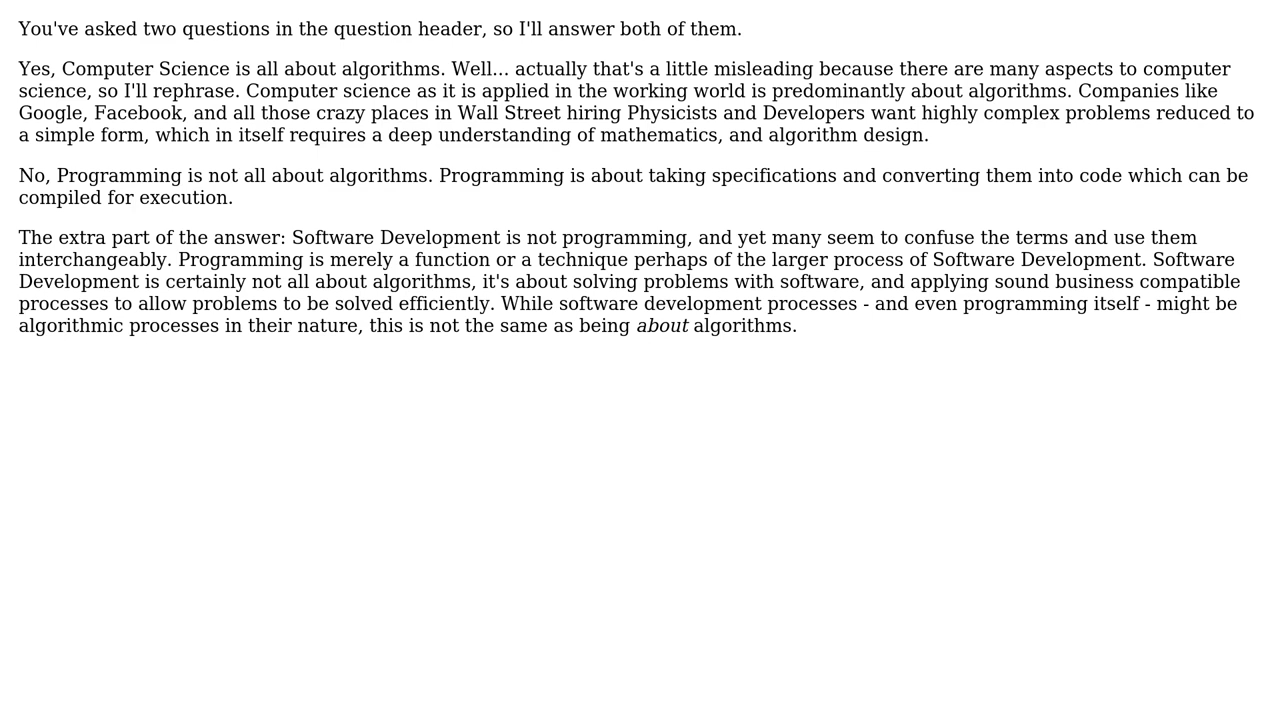 You've asked two questions in the question header, so I'll answer both of them.
Yes, Computer Science is all about algorithms. Well... actually that's a little misleading because there are many aspects to computer
science, so I'll rephrase. Computer science as it is applied in the working world is predominantly about algorithms. Companies like
Google, Facebook, and all those crazy places in Wall Street hiring Physicists and Developers want highly complex problems reduced to
a simple form, which in itself requires a deep understanding of mathematics, and algorithm design.
No, Programming is not all about algorithms. Programming is about taking specifications and converting them into code which can be
compiled for execution.
The extra part of the answer: Software Development is not programming, and yet many seem to confuse the terms and use them
interchangeably. Programming is merely a function or a technique perhaps of the larger process of Software Development. Software
Development is certainly not all about algorithms, it's about solving problems with software, and applying sound business compatible
processes to allow problems to be solved efficiently. While software development processes - and even programming itself - might be
algorithmic processes in their nature, this is not the same as being about algorithms.